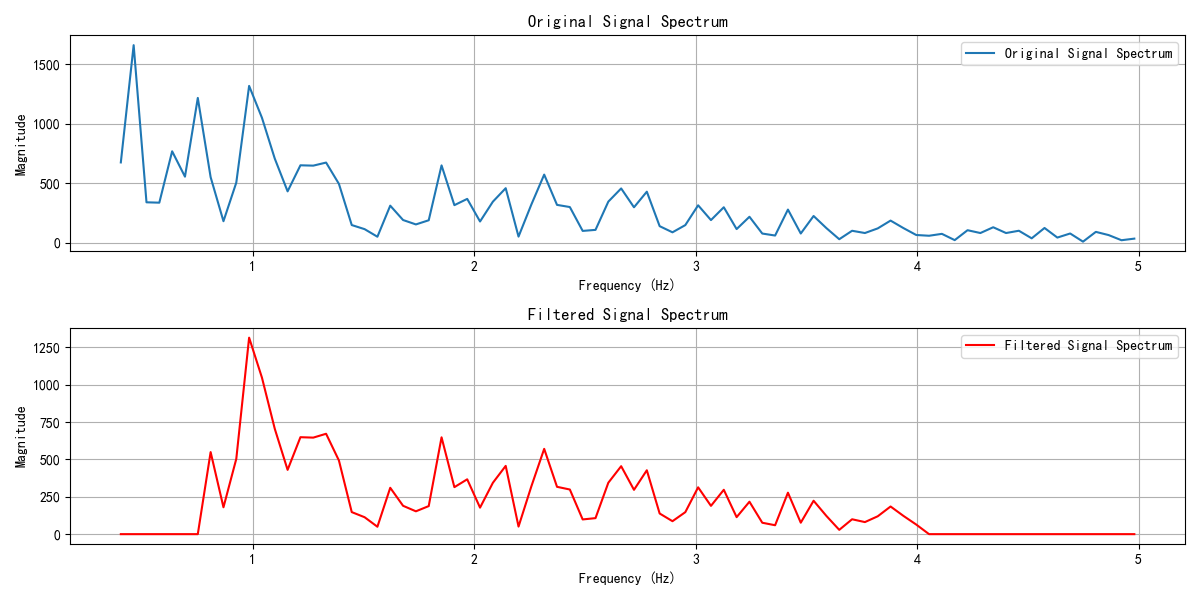 Original Signal Spectrum
Original Signal Spectrum
1500
1000
500
0
Magnitude
1 2 3 4 5
Frequency (Hz)
Filtered Signal Spectrum
Filtered Signal Spectrum
1250
1000
750
500
250
0
Magnitude
1 2 3 4 5
Frequency (Hz)